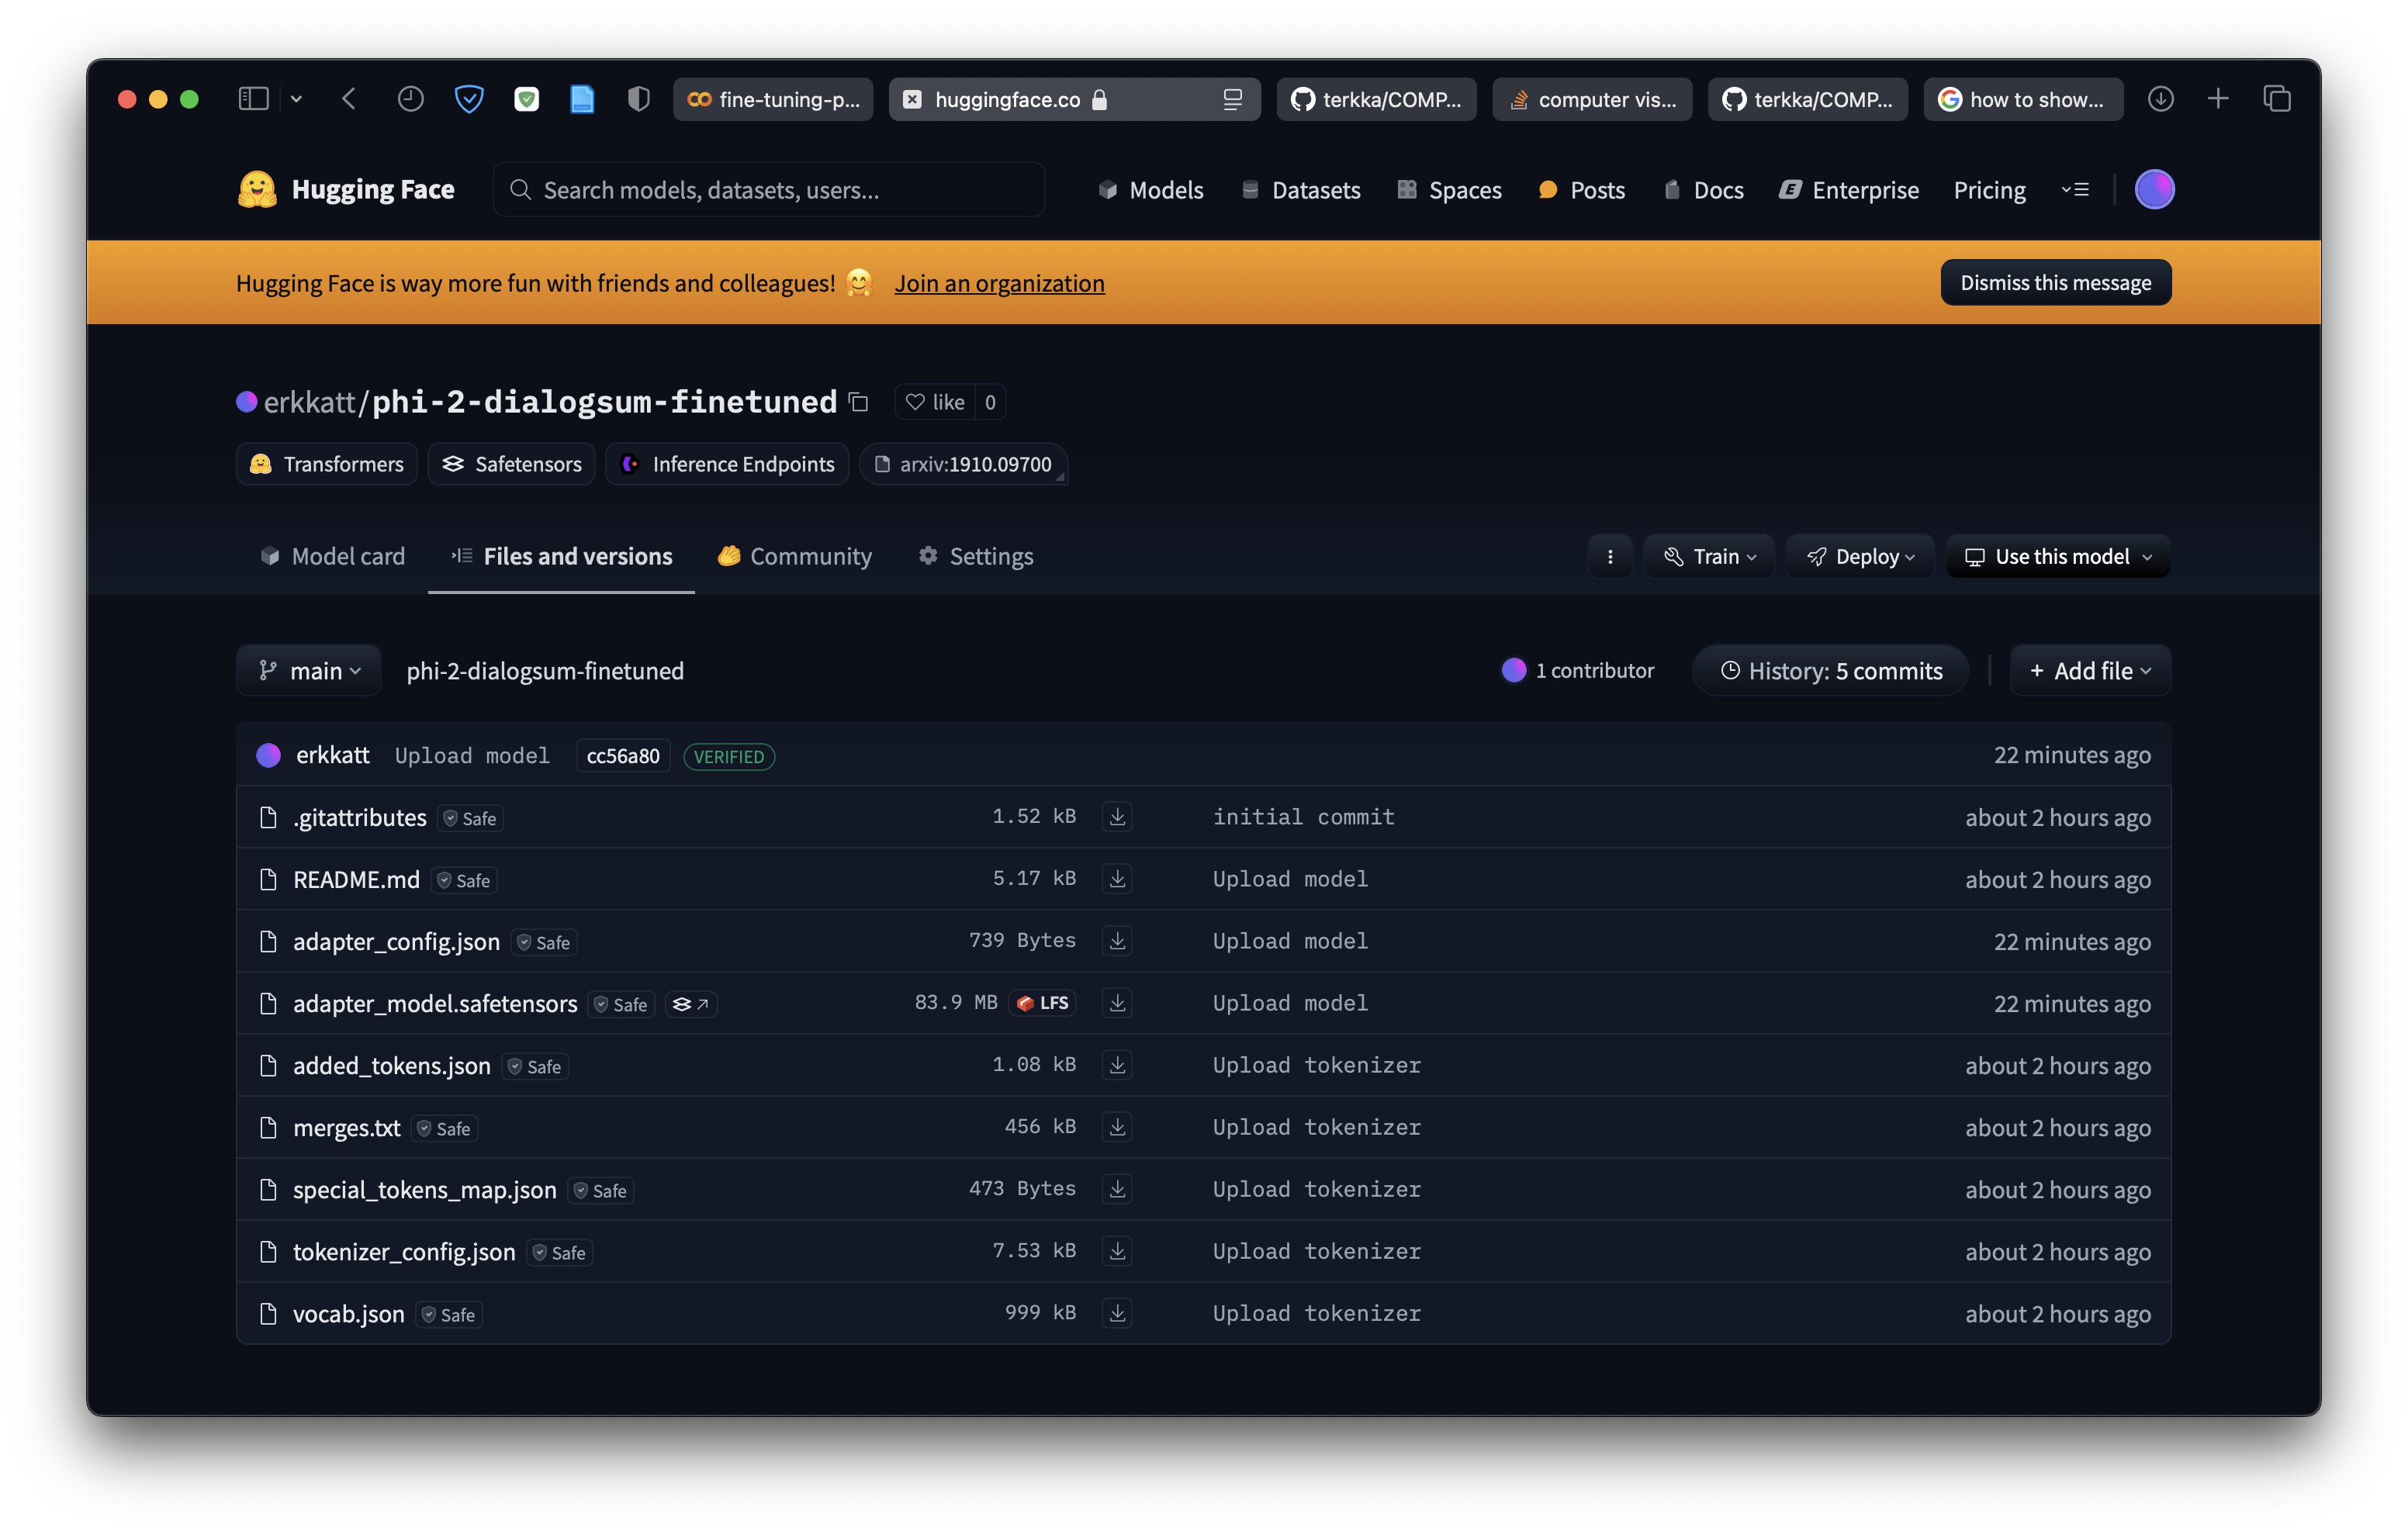 fine-tuning-p... huggingface.co terkka/COMP... computer vis... terkka/COMP... how to show...
Hugging Face Search models, datasets, users... Models Datasets Spaces Posts Docs Enterprise Pricing
Hugging Face is way more fun with friends and colleagues! 🤗 Join an organization Dismiss this message
erkkatt/phi-2-dialogsum-finetuned like 0
Transformers Safetensors Inference Endpoints arxiv:1910.09700
Model card Files and versions Community Settings Train Deploy Use this model
main phi-2-dialogsum-finetuned 1 contributor History: 5 commits + Add file
erkkatt Upload model cc56a80 VERIFIED 22 minutes ago
.gitattributes Safe 1.52 kB initial commit about 2 hours ago
README.md Safe 5.17 kB Upload model about 2 hours ago
adapter_config.json Safe 739 Bytes Upload model 22 minutes ago
adapter_model.safetensors Safe 83.9 MB LFS Upload model 22 minutes ago
added_tokens.json Safe 1.08 kB Upload tokenizer about 2 hours ago
merges.txt Safe 456 kB Upload tokenizer about 2 hours ago
special_tokens_map.json Safe 473 Bytes Upload tokenizer about 2 hours ago
tokenizer_config.json Safe 7.53 kB Upload tokenizer about 2 hours ago
vocab.json Safe 999 kB Upload tokenizer about 2 hours ago